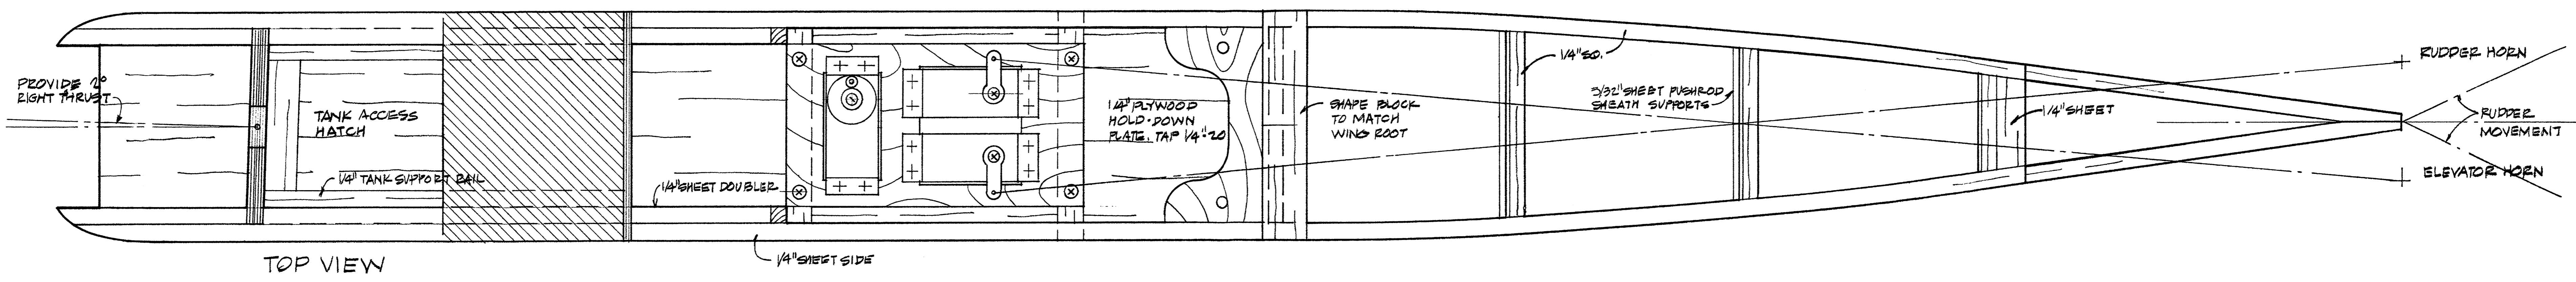 PROVIDE 2°
RIGHT THRUST
TANK ACCESS
HATCH
1/4" TANK SUPPORT RAIL
TOP VIEW
1/4" SHEET DOUBLER
1/4" SHEET SIDE
1/4" PLYWOOD
HOLD-DOWN
PLATE, TAP 1/4"-20
SHAPE BLOCK
TO MATCH
WING ROOT
1/4" SQ.
3/32" SHEET PUSHROD
SHEATH SUPPORTS
1/4" SHEET
RUDDER HORN
RUDDER
MOVEMENT
ELEVATOR HORN